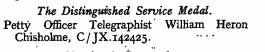 The Distinguished Service Medal.
Petty Officer Telegraphist William Heron
Chisholme, C/JX.142425.